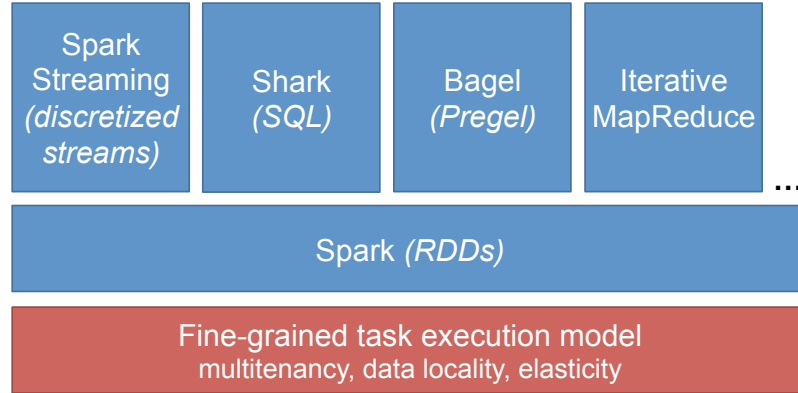 Spark
Streaming
(discretized
streams)
Shark
(SQL)
Bagel
(Pregel)
Iterative
MapReduce
...
Spark (RDDs)
Fine-grained task execution model
multitenancy, data locality, elasticity